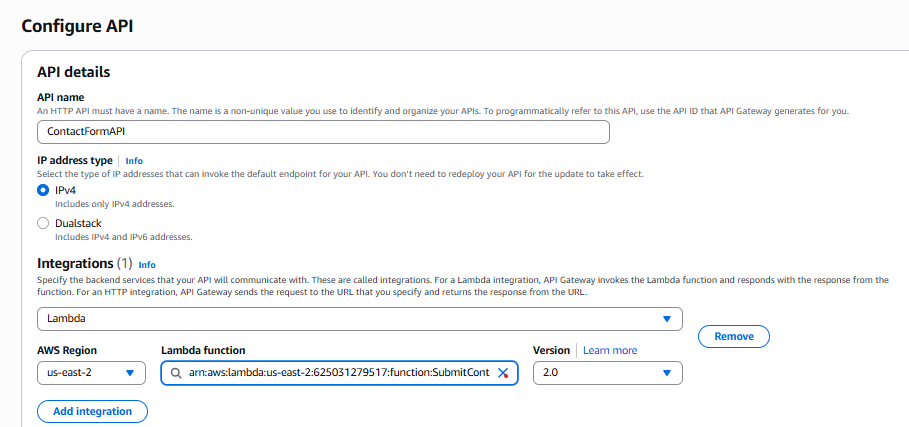 Configure API
API details
API name
An HTTP API must have a name. The name is a non-unique value you use to identify and organize your APIs. To programmatically refer to this API, use the API ID that API Gateway generates for you.
ContactFormAPI
IP address type Info
Select the type of IP addresses that can invoke the default endpoint for your API. You don't need to redeploy your API for the update to take effect.
IPv4
Includes only IPv4 addresses.
Dualstack
Includes IPv4 and IPv6 addresses.
Integrations (1) Info
Specify the backend services that your API will communicate with. These are called integrations. For a Lambda integration, API Gateway invokes the Lambda function and responds with the response from the
function. For an HTTP integration, API Gateway sends the request to the URL that you specify and returns the response from the URL.
Lambda
Remove
AWS Region Lambda function Version Learn more
us-east-2 arn:aws:lambda:us-east-2:625031279517:function:SubmitCont 2.0
Add integration